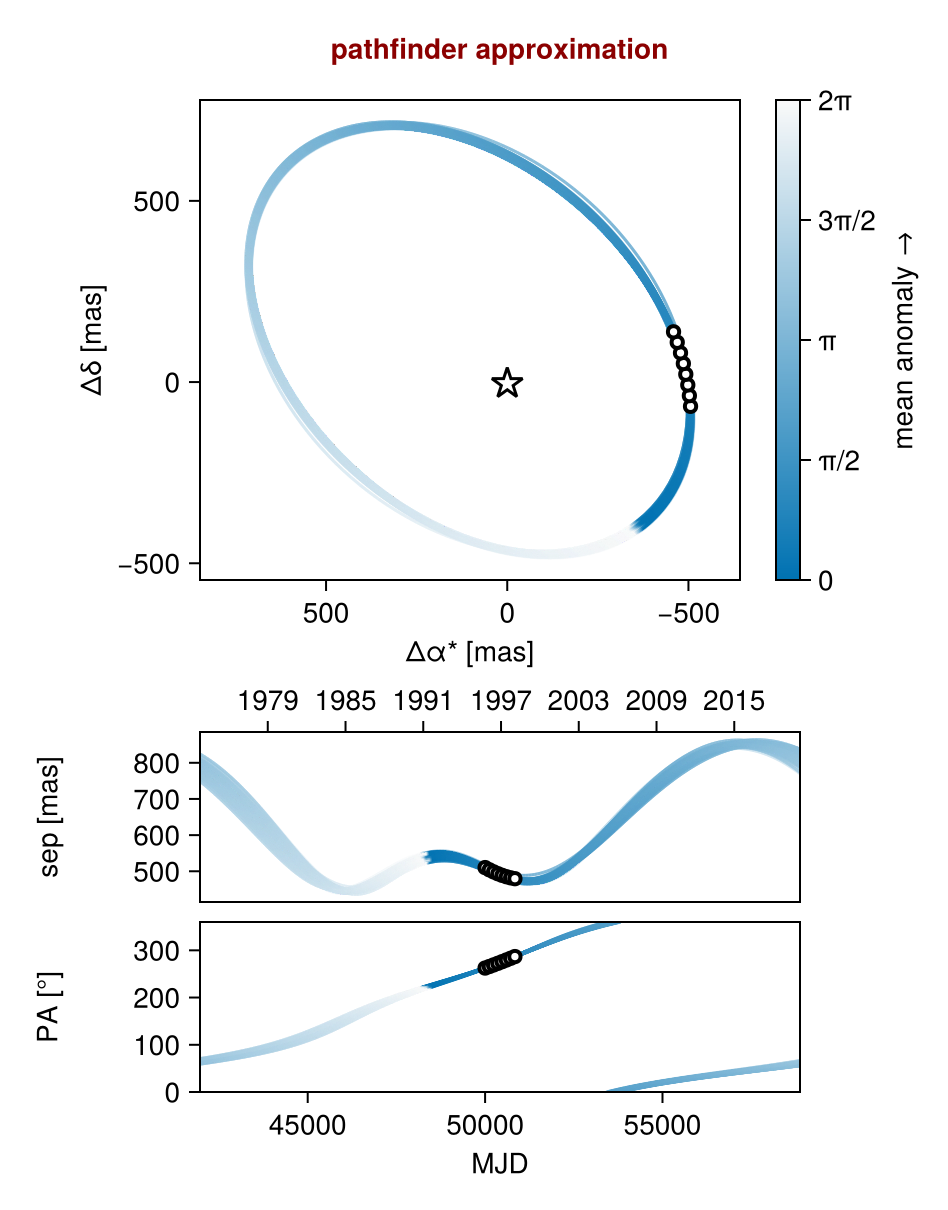 pathfinder approximation
2π
3π/2
π
π/2
0
mean anomaly →
500
0
−500
Δδ [mas]
500 0 −500
Δα* [mas]
1979 1985 1991 1997 2003 2009 2015
800
700
600
500
sep [mas]
300
200
100
0
PA [°]
45000 50000 55000
MJD